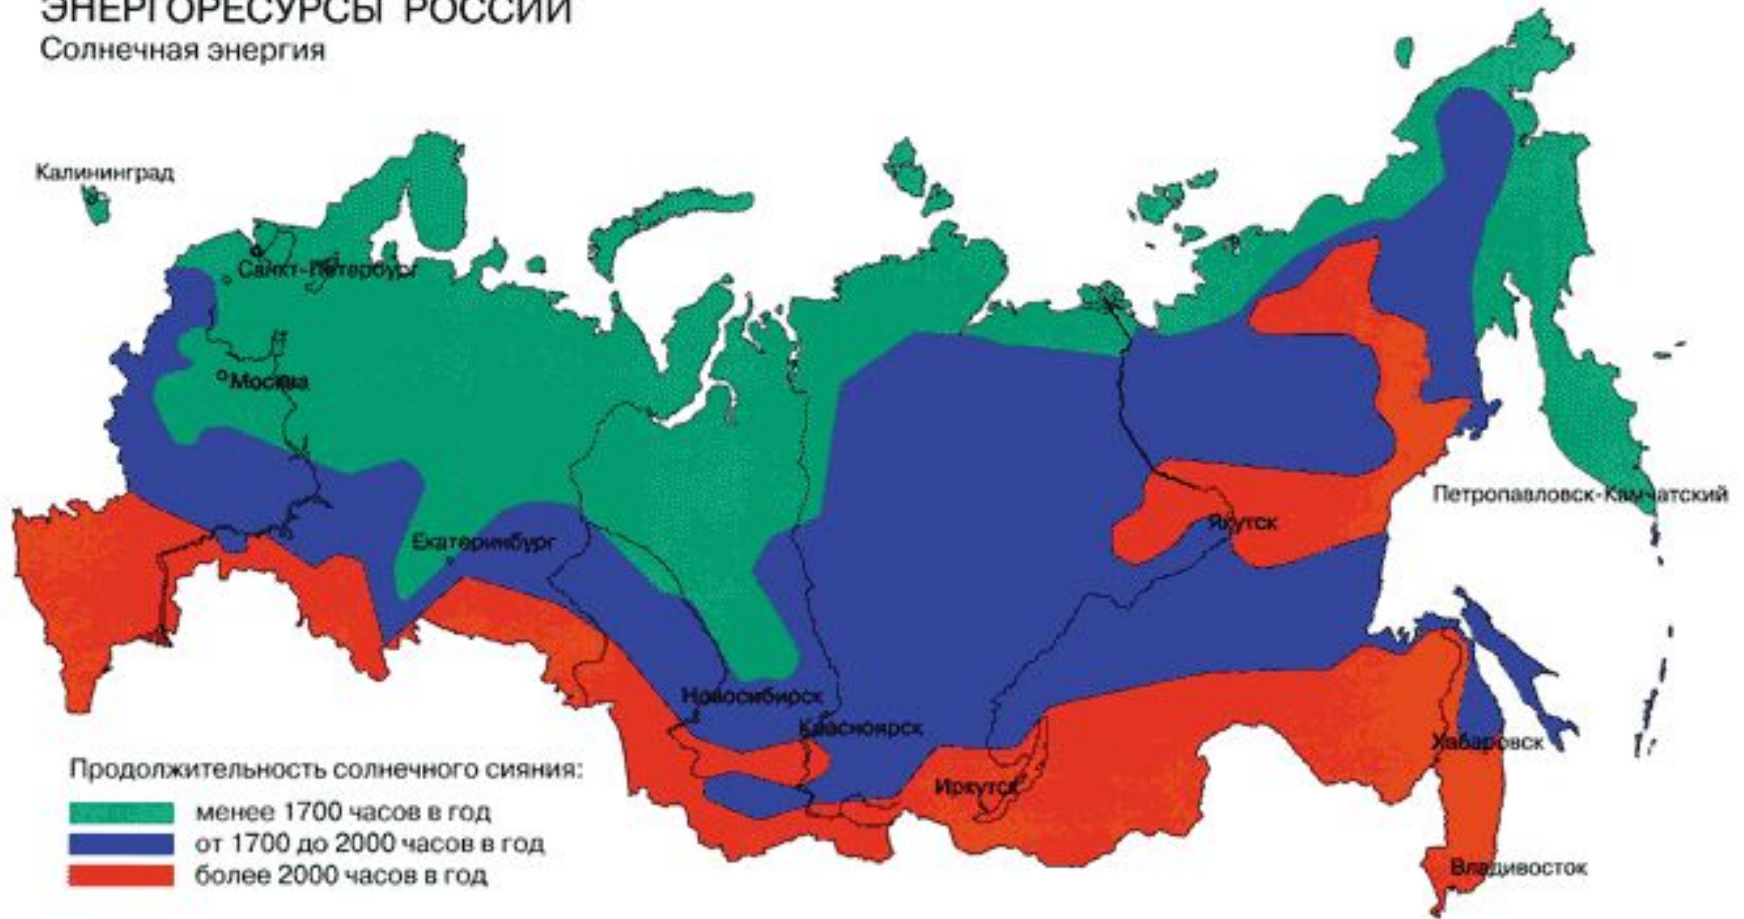 ЭНЕРГОРЕСУРСЫ РОССИИ
Солнечная энергия
Калининград
Санкт-Петербург
Москва
Петропавловск-Камчатский
Якутск
Екатеринбург
Новосибирск
Красноярск
Хабаровск
Иркутск
Владивосток
Продолжительность солнечного сияния:
менее 1700 часов в год
от 1700 до 2000 часов в год
более 2000 часов в год